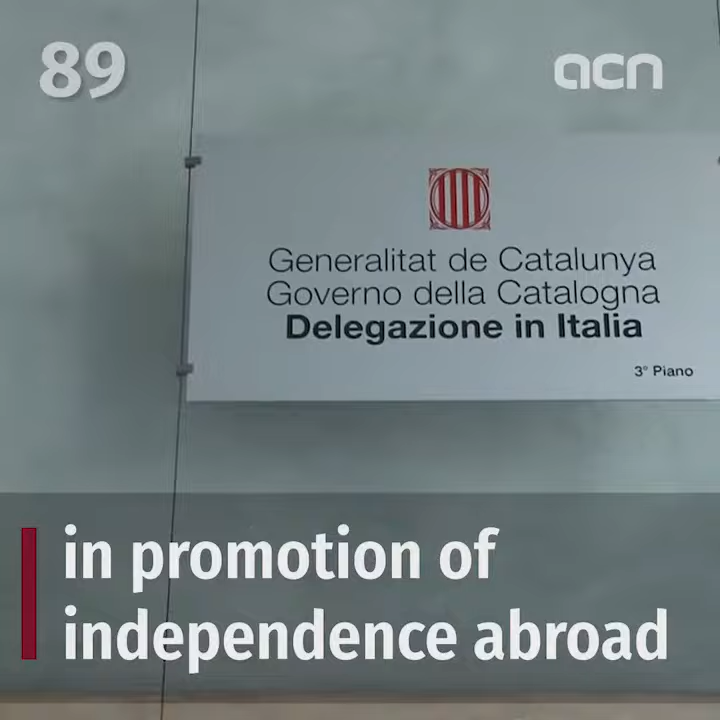 89
acn
Generalitat de Catalunya
Governo della Catalogna
Delegazione in Italia
3° Piano
in promotion of
independence abroad